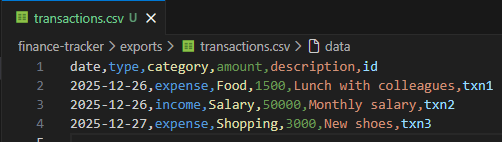 transactions.csv U
finance-tracker > exports > transactions.csv > data
1 date,type,category,amount,description,id
2 2025-12-26,expense,Food,1500,Lunch with colleagues,txn1
3 2025-12-26,income,Salary,50000,Monthly salary,txn2
4 2025-12-27,expense,Shopping,3000,New shoes,txn3
5